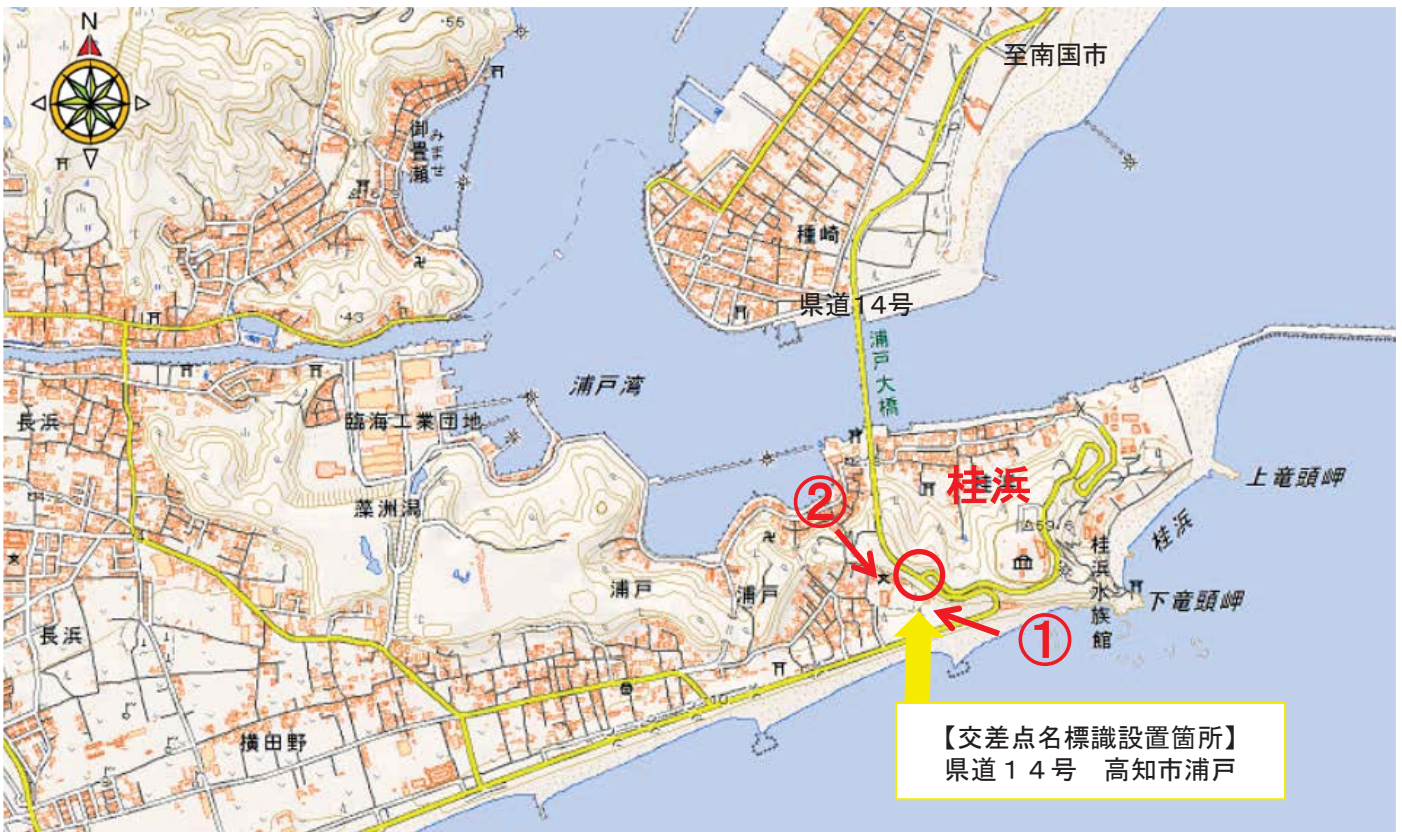 N
・55
至南国市
御畳瀬
みませ
種崎
県道14号
・43
浦戸大橋
浦戸湾
長浜
臨海工業団地
藻洲潟
②
桂浜
上竜頭岬
桂浜
桂浜水族館
下竜頭岬
浦戸
浦戸
①
長浜
10
横田野
【交差点名標識設置箇所】
県道１４号　高知市浦戸